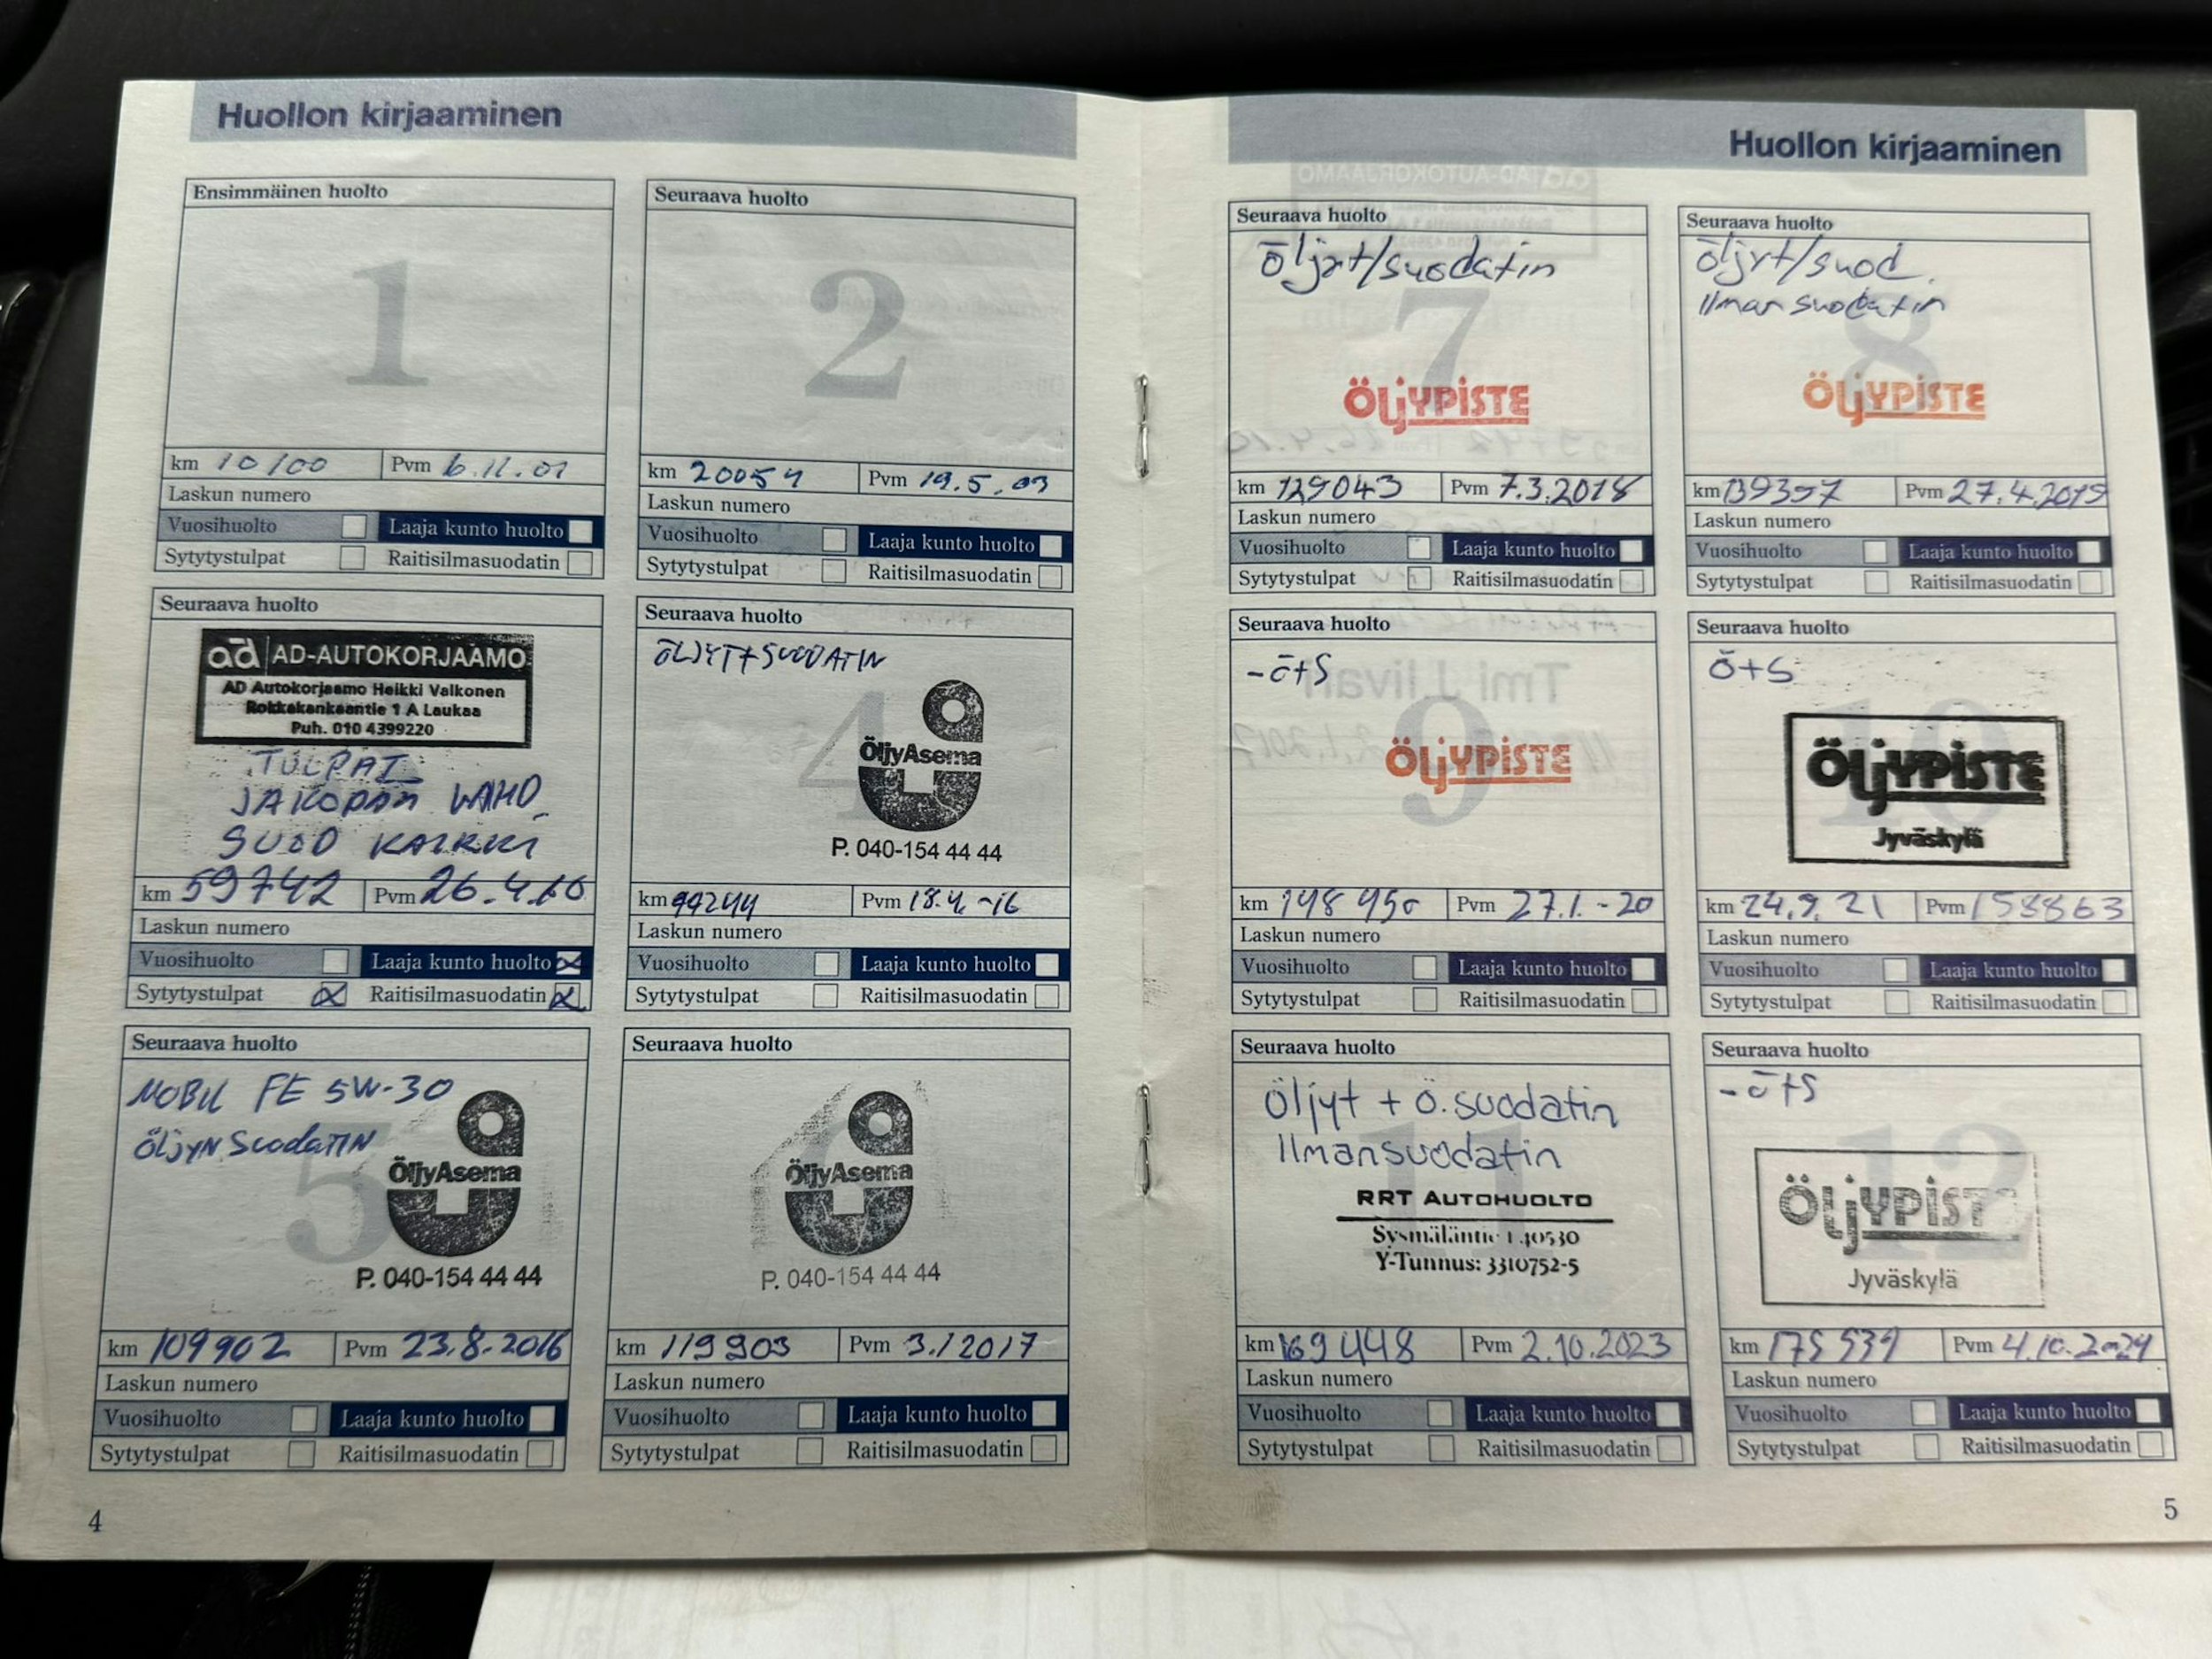 Huollon kirjaaminen
Ensimmäinen huolto
1
km 10100 Pvm 6.11.01
Laskun numero
Vuosihuolto Laaja kunto huolto
Sytytystulpat Raitisilmasuodatin
Seuraava huolto
2
km 20054 Pvm 19.5.03
Laskun numero
Vuosihuolto Laaja kunto huolto
Sytytystulpat Raitisilmasuodatin
Seuraava huolto
ad AD-AUTOKORJAAMO
AD Autokorjaamo Heikki Valkonen
Rokkakankaantie 1 A Laukaa
Puh. 010 4399220
TULPAT
JAKOPÄÄ
SUOD KAIKKI
km 59742 Pvm 26.4.10
Laskun numero
Vuosihuolto Laaja kunto huolto x
Sytytystulpat x Raitisilmasuodatin x
Seuraava huolto
ÖLJYT+SUODATIN
4
ÖljyAsema
P. 040-154 44 44
km 99244 Pvm 18.4.-16
Laskun numero
Vuosihuolto Laaja kunto huolto
Sytytystulpat Raitisilmasuodatin
Seuraava huolto
MOBIL FE 5W-30
ÖljyN SuodaTIN
5
ÖljyAsema
P. 040-154 44 44
km 109902 Pvm 23.8.2016
Laskun numero
Vuosihuolto Laaja kunto huolto
Sytytystulpat Raitisilmasuodatin
Seuraava huolto
6
ÖljyAsema
P. 040-154 44 44
km 119903 Pvm 3.1 2017
Laskun numero
Vuosihuolto Laaja kunto huolto
Sytytystulpat Raitisilmasuodatin
4
Huollon kirjaaminen
Seuraava huolto
öljyt/suodatin
7
ÖljYPiSTE
km 129043 Pvm 7.3.2018
Laskun numero
Vuosihuolto Laaja kunto huolto
Sytytystulpat Raitisilmasuodatin
Seuraava huolto
öljyt/suod.
Ilmansuodatin
8
ÖljYPiSTE
km 139357 Pvm 27.4.2019
Laskun numero
Vuosihuolto Laaja kunto huolto
Sytytystulpat Raitisilmasuodatin
Seuraava huolto
-ö+S
9
ÖljYPiSTE
km 148450 Pvm 27.1.-20
Laskun numero
Vuosihuolto Laaja kunto huolto
Sytytystulpat Raitisilmasuodatin
Seuraava huolto
Ö+S
10
ÖljYPiSTE
Jyväskylä
km 24.9.21 Pvm 158863
Laskun numero
Vuosihuolto Laaja kunto huolto
Sytytystulpat Raitisilmasuodatin
Seuraava huolto
Öljyt + Ö.suodatin
Ilmansuodatin
11
RRT AUTOHUOLTO
Sysmäläntie 1 40530
Y-Tunnus: 3310752-5
km 169448 Pvm 2.10.2023
Laskun numero
Vuosihuolto Laaja kunto huolto
Sytytystulpat Raitisilmasuodatin
Seuraava huolto
-ö+S
12
ÖljYPiSTE
Jyväskylä
km 175539 Pvm 4.10.2024
Laskun numero
Vuosihuolto Laaja kunto huolto
Sytytystulpat Raitisilmasuodatin
5